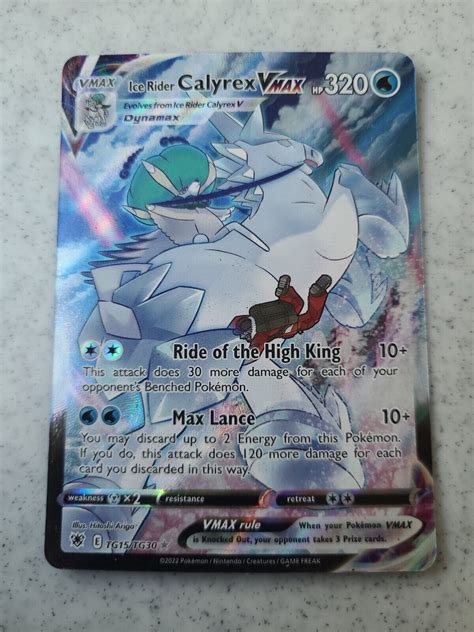 VMAX Ice Rider Calyrex VMAX HP 320
Evolves from Ice Rider Calyrex V
Dynamax
Ride of the High King 10+
This attack does 30 more damage for each of your
opponent's Benched Pokémon.
Max Lance 10+
You may discard up to 2 Energy from this Pokémon.
If you do, this attack does 120 more damage for each
card you discarded in this way.
weakness ×2 resistance retreat
Illus. Hitoshi Ariga
VMAX rule When your Pokémon VMAX
is Knocked Out, your opponent takes 3 Prize cards.
E TG15/TG30
©2022 Pokémon / Nintendo / Creatures / GAME FREAK